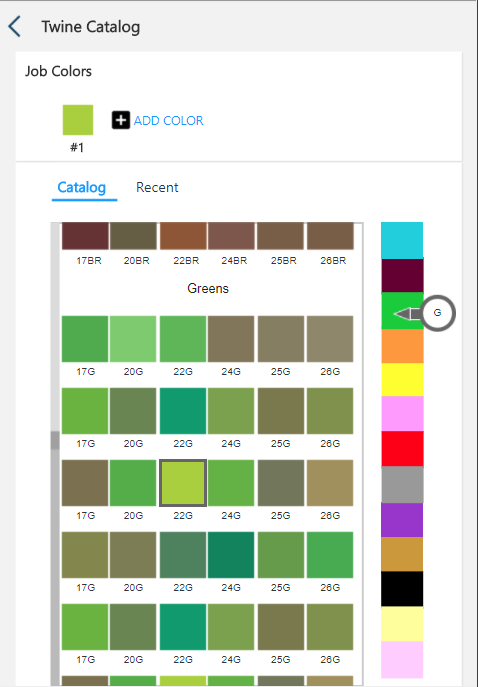 Twine Catalog
Job Colors
ADD COLOR
#1
Catalog Recent
17BR 20BR 22BR 24BR 25BR 26BR
Greens
G
17G 20G 22G 24G 25G 26G
17G 20G 22G 24G 25G 26G
17G 20G 22G 24G 25G 26G
17G 20G 22G 24G 25G 26G
17G 20G 22G 24G 25G 26G